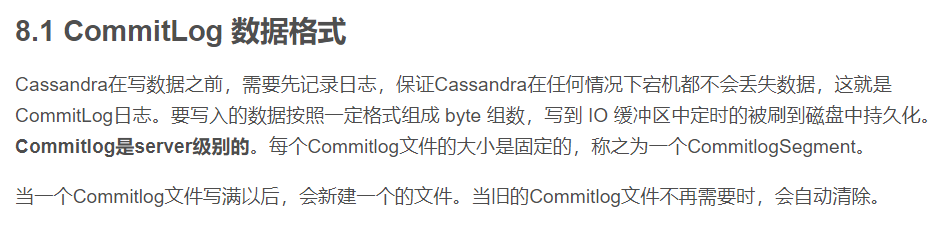 8.1 CommitLog 数据格式
Cassandra在写数据之前，需要先记录日志，保证Cassandra在任何情况下宕机都不会丢失数据，这就是
CommitLog日志。要写入的数据按照一定格式组成 byte 组数，写到 IO 缓冲区中定时的被刷到磁盘中持久化。
Commitlog是server级别的。每个Commitlog文件的大小是固定的，称之为一个CommitlogSegment。
当一个Commitlog文件写满以后，会新建一个的文件。当旧的Commitlog文件不再需要时，会自动清除。